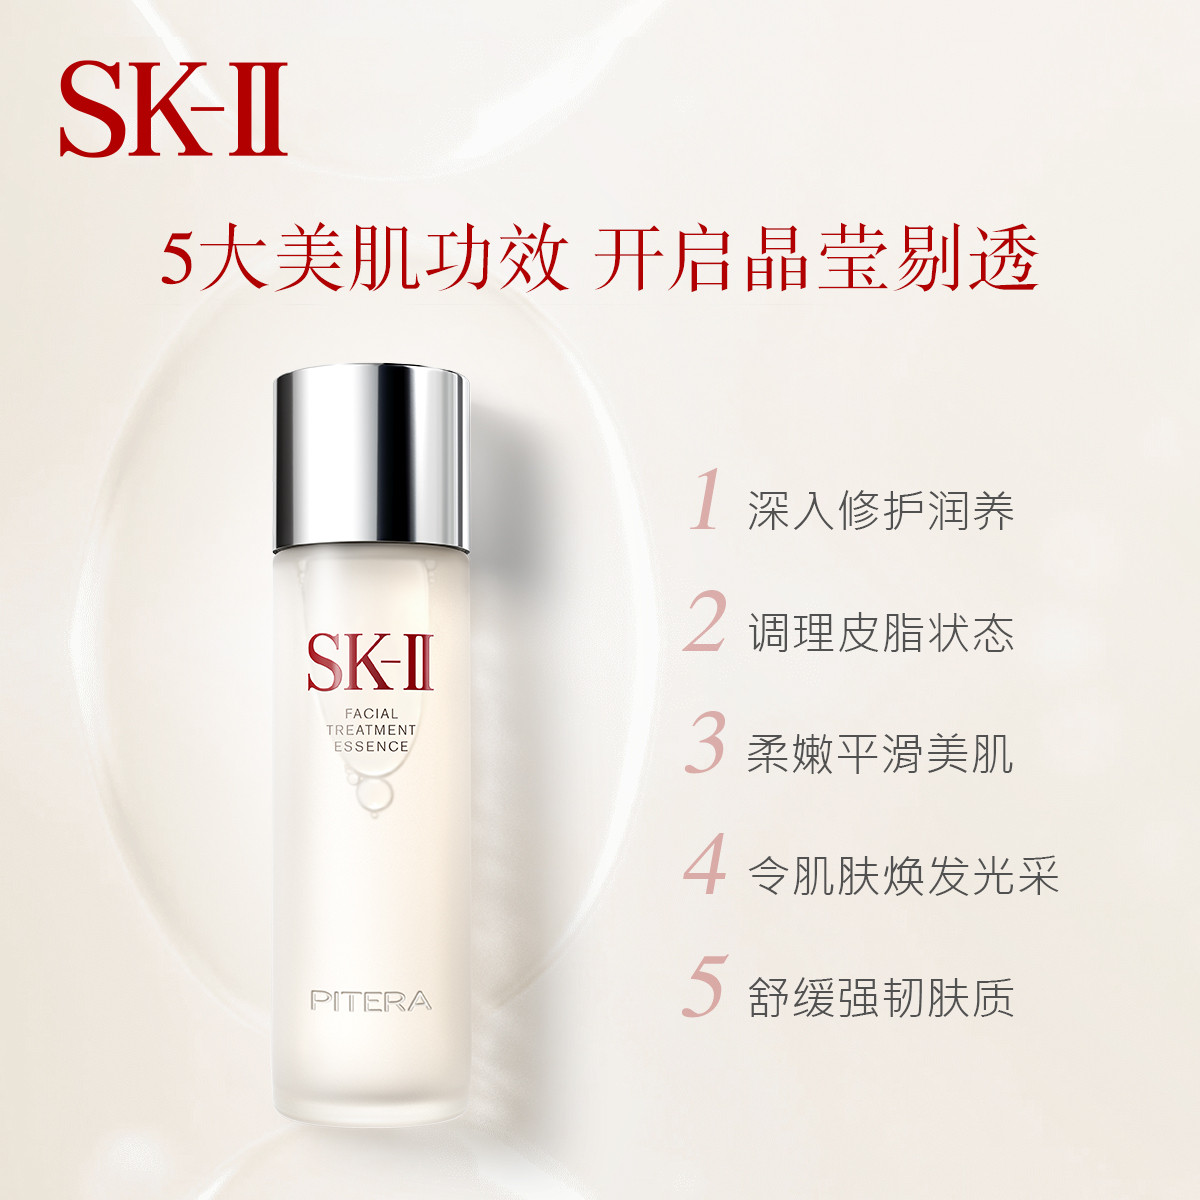 SK-II
5大美肌功效 开启晶莹剔透
SK-II
FACIAL
TREATMENT
ESSENCE
PITERA
1 深入修护润养
2 调理皮脂状态
3 柔嫩平滑美肌
4 令肌肤焕发光采
5 舒缓强韧肤质